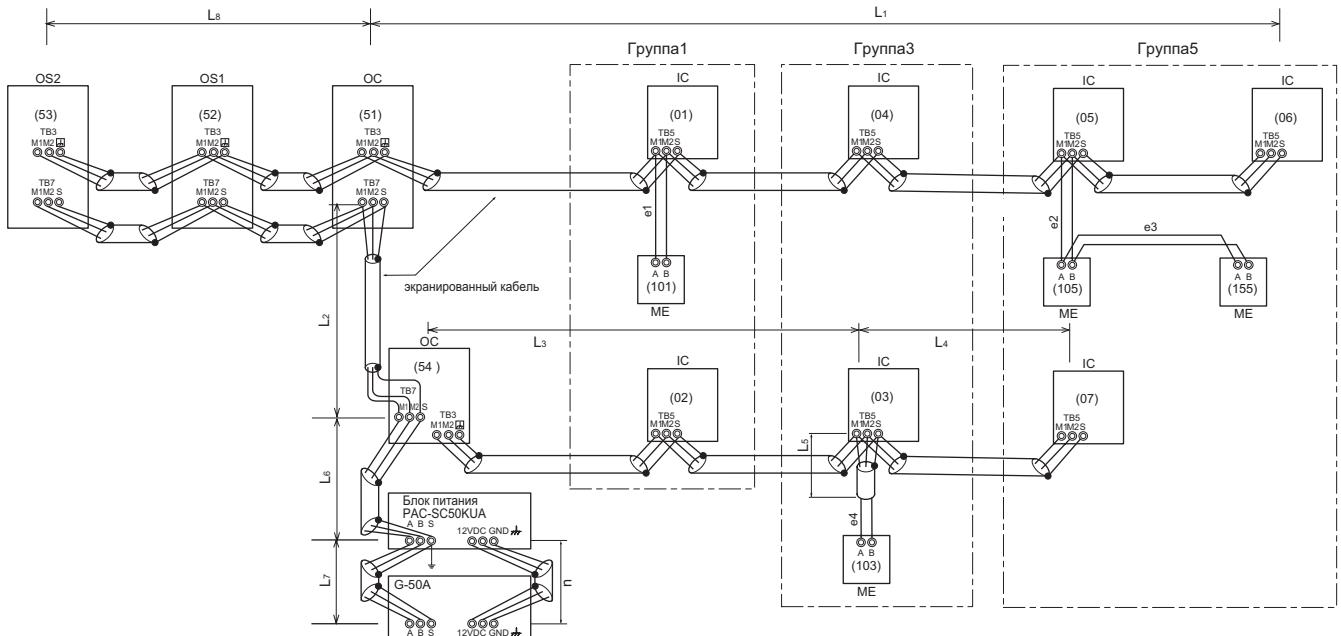 L8
L1
Группа1
Группа3
Группа5
OS2
OS1
OC
IC
IC
IC
IC
(53)
(52)
(51)
(01)
(04)
(05)
(06)
TB3
TB3
TB3
TB5
TB5
TB5
TB5
M1M2
M1M2
M1M2
M1M2S
M1M2S
M1M2S
M1M2S
TB7
TB7
TB7
M1M2 S
M1M2 S
M1M2 S
e1
e2
e3
экранированный кабель
A B
(101)
ME
A B
(105)
ME
A B
(155)
ME
L2
L3
L4
OC
IC
IC
IC
(54 )
(02)
(03)
(07)
TB7
M1M2 S
TB3
M1M2
TB5
M1M2S
TB5
M1M2S
TB5
M1M2S
L5
L6
Блок питания
PAC-SC50KUA
A B S
12VDC GND
e4
A B
(103)
ME
L7
n
G-50A
A B S
12VDC GND